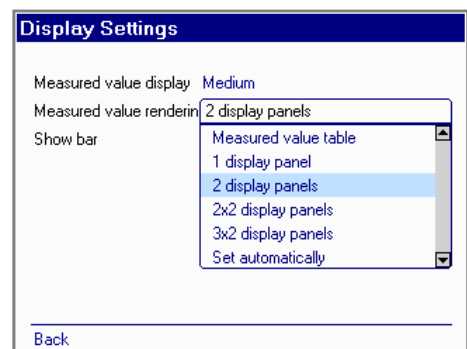 Display Settings
Measured value display Medium
Measured value renderin 2 display panels
Show bar
Measured value table
1 display panel
2 display panels
2x2 display panels
3x2 display panels
Set automatically
Back